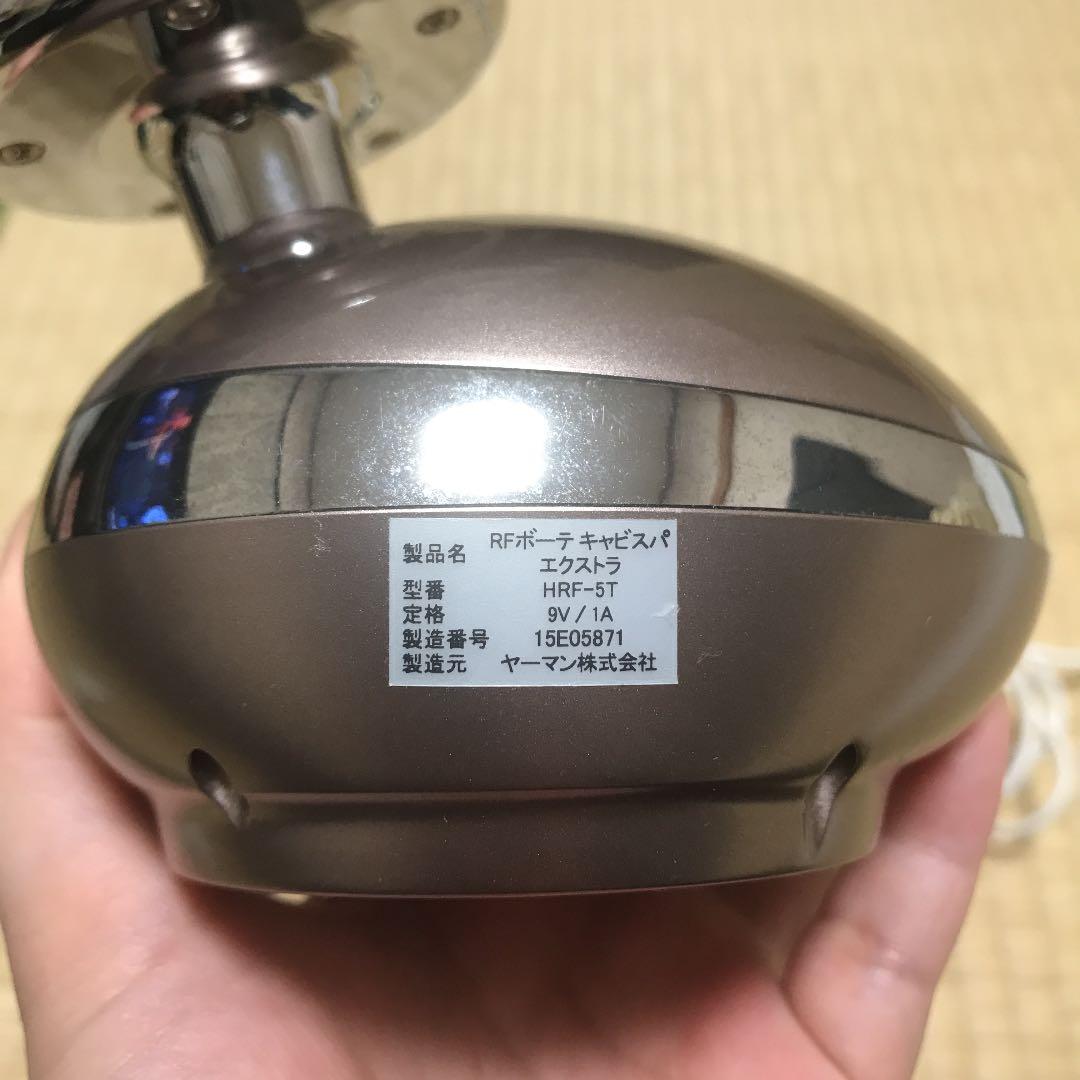 製品名 RFボーテ キャビスパ
エクストラ
型番 HRF-5T
定格 9V / 1A
製造番号 15E05871
製造元 ヤーマン株式会社